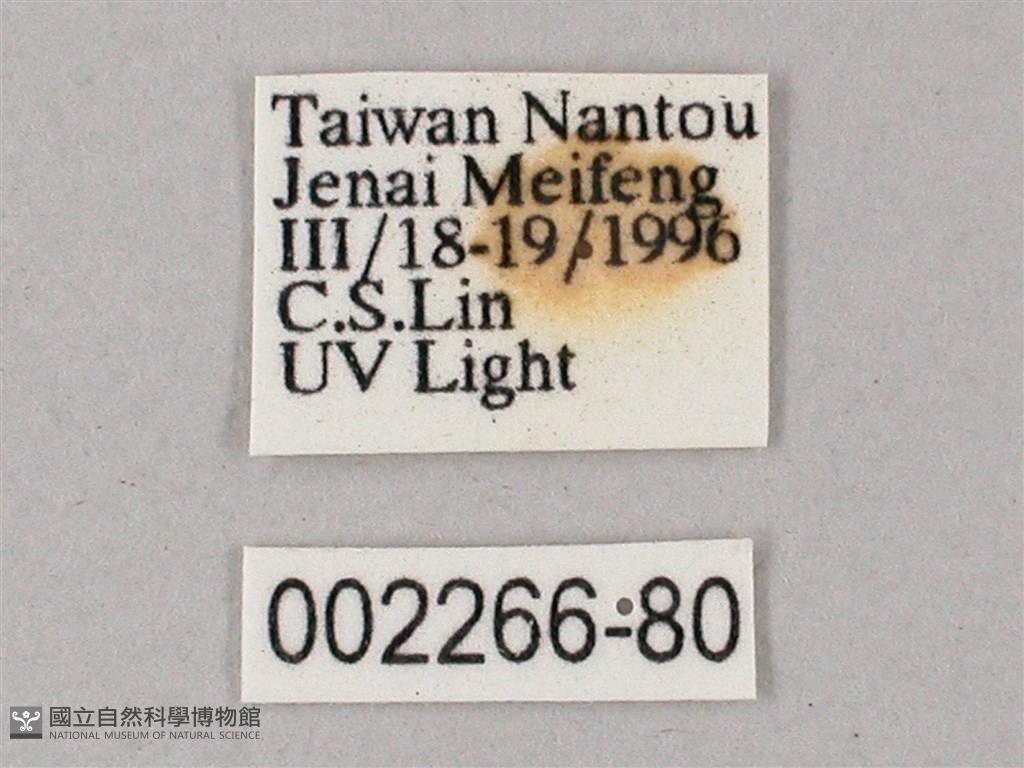 Taiwan Nantou
Jenai Meifeng
III/18-19/1996
C.S.Lin
UV Light
002266-80
國立自然科學博物館
NATIONAL MUSEUM OF NATURAL SCIENCE